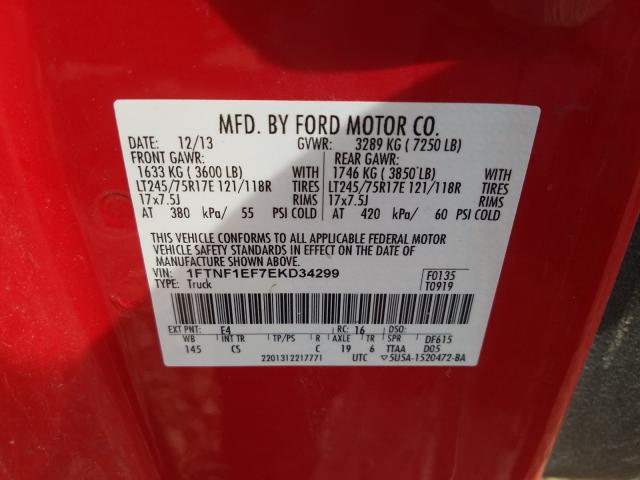 MFD. BY FORD MOTOR CO.
DATE: 12/13 GVWR: 3289 KG ( 7250 LB)
FRONT GAWR: REAR GAWR:
1633 KG ( 3600 LB) 1746 KG ( 3850 LB)
LT245/75R17E 121/118R TIRES LT245/75R17E 121/118R TIRES
17x7.5J RIMS 17x7.5J RIMS
AT 380 kPa/ 55 PSI COLD AT 420 kPa/ 60 PSI COLD
THIS VEHICLE CONFORMS TO ALL APPLICABLE FEDERAL MOTOR
VEHICLE SAFETY STANDARDS IN EFFECT ON THE DATE OF
MANUFACTURE SHOWN ABOVE.
VIN: 1FTNF1EF7EKD34299 F0135
TYPE: Truck T0919
EXT PNT: E4 RC: 16 DSO:
WB INT TR TP/PS R AXLE TR SPR DF615
145 CS C 19 6 TTAA D05
2201312217771 UTC ▽5U5A-1520472-BA